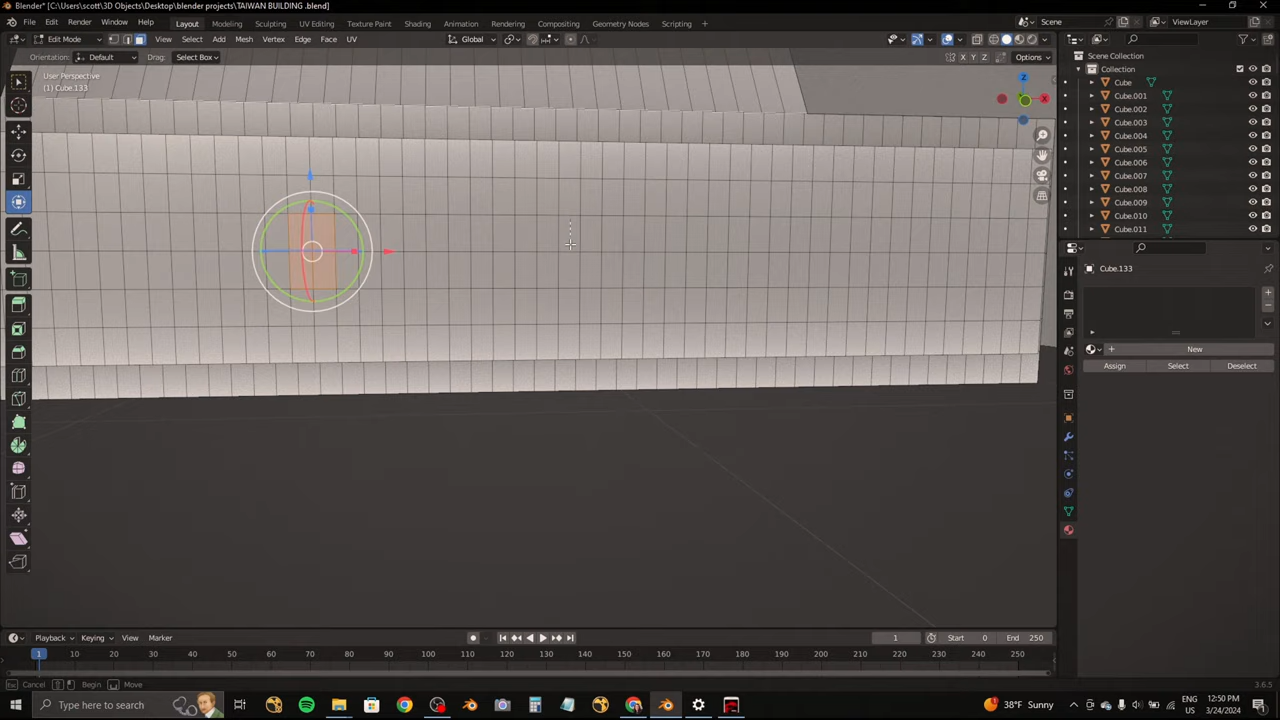 Blender* [C:\Users\scott\3D Objects\Desktop\blender projects\TAIWAN BUILDING .blend]
File Edit Render Window Help Layout Modeling Sculpting UV Editing Texture Paint Shading Animation Rendering Compositing Geometry Nodes Scripting Scene ViewLayer
Edit Mode View Select Add Mesh Vertex Edge Face UV Global
Orientation: Default Drag: Select Box X Y Z Options
User Perspective
(1) Cube.133
Z
X
Scene Collection
Collection
Cube
Cube.001
Cube.002
Cube.003
Cube.004
Cube.005
Cube.006
Cube.007
Cube.008
Cube.009
Cube.010
Cube.011
Cube.133
New
Assign Select Deselect
Playback Keying View Marker 1 Start 0 End 250
1 10 20 30 40 50 60 70 80 90 100 110 120 130 140 150 160 170 180 190 200 210 220 230 240 250
Cancel Begin Move 3.6.5
Type here to search 38°F Sunny ENG US 12:50 PM 3/24/2024